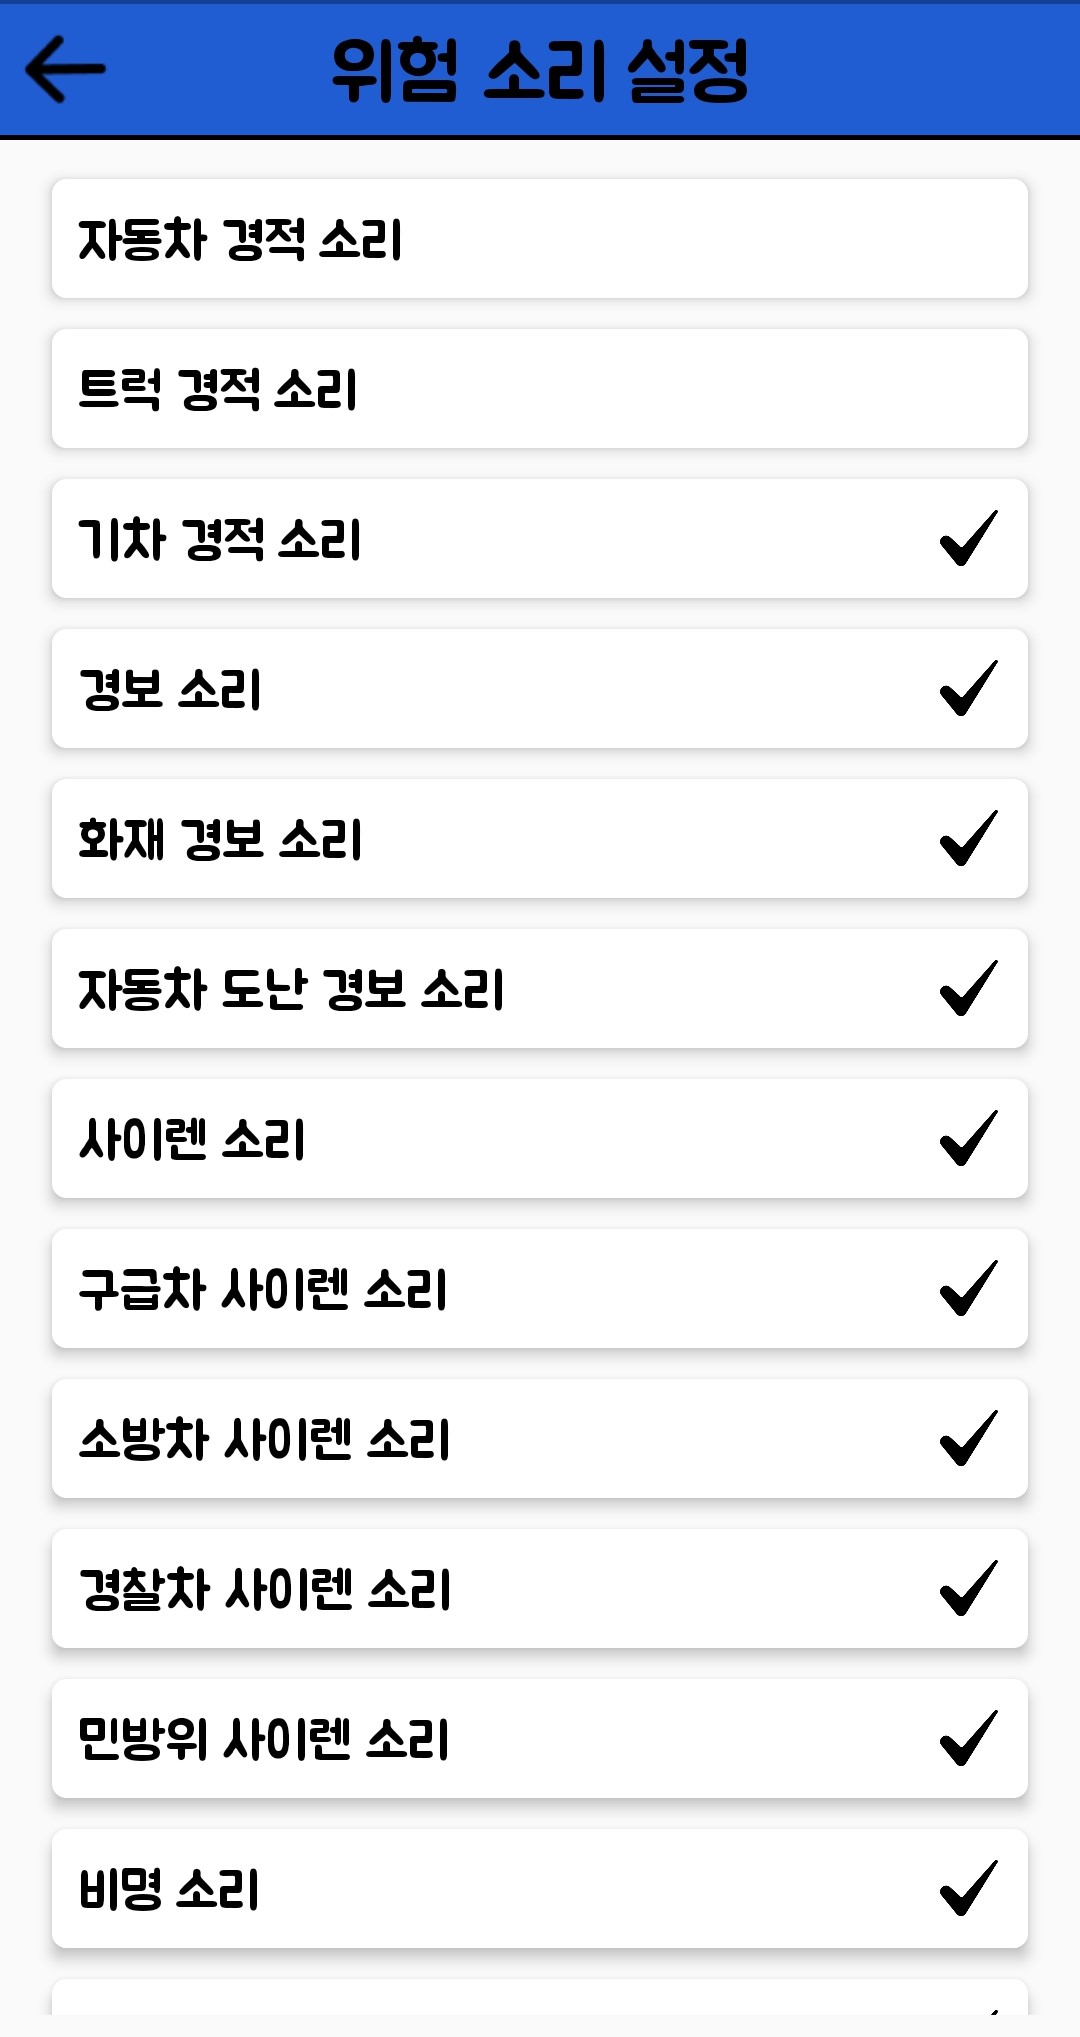 위험 소리 설정
자동차 경적 소리
트럭 경적 소리
기차 경적 소리
경보 소리
화재 경보 소리
자동차 도난 경보 소리
사이렌 소리
구급차 사이렌 소리
소방차 사이렌 소리
경찰차 사이렌 소리
민방위 사이렌 소리
비명 소리